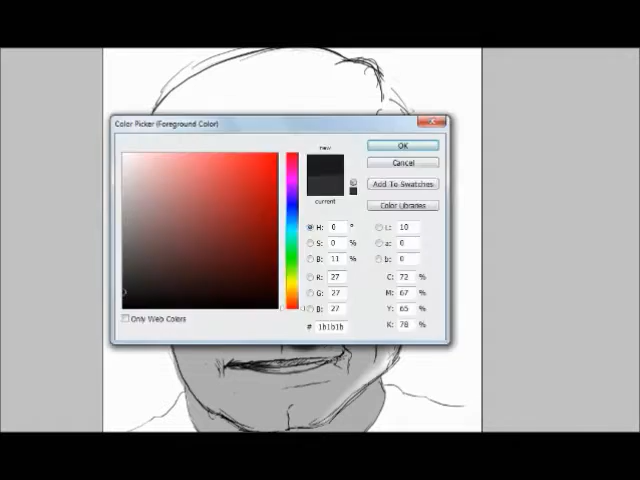 Color Picker (Foreground Color)
new
current
OK
Cancel
Add To Swatches
Color Libraries
H: 0 °
S: 0 %
B: 11 %
R: 27
G: 27
B: 27
# 1b1b1b
L: 10
a: 0
b: 0
C: 72 %
M: 67 %
Y: 65 %
K: 78 %
Only Web Colors